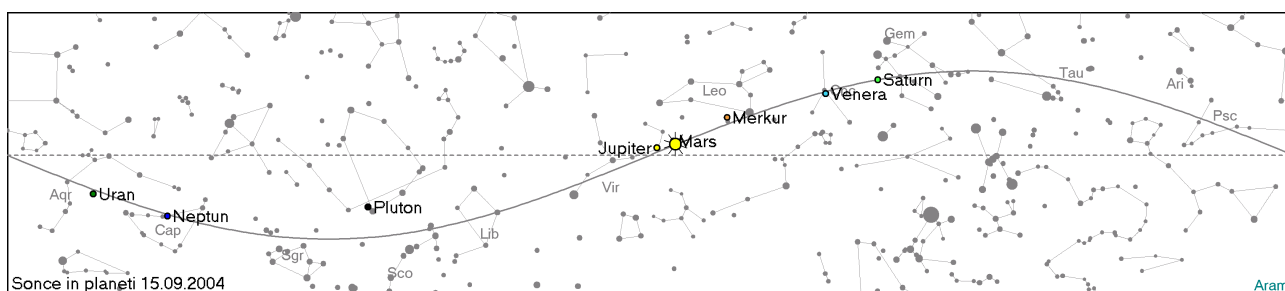 Gem
Tau
Saturn
Ari
Leo
Venera
Merkur
Psc
Jupiter
Mars
Vir
Aqr
Uran
Pluton
Neptun
Cap
Lib
Sgr
Sco
Sonce in planeti 15.09.2004
Aram